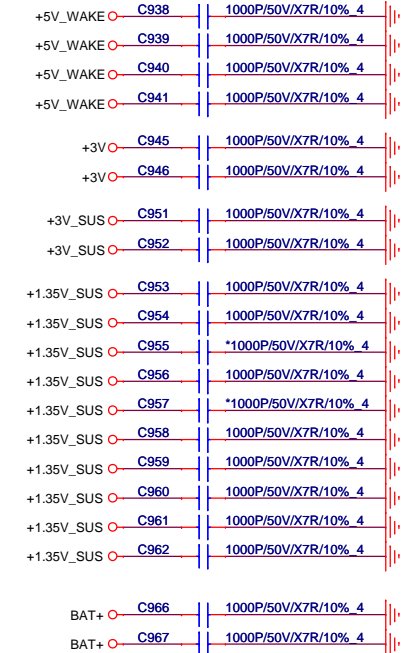 +5V_WAKE C938 1000P/50V/X7R/10%_4
+5V_WAKE C939 1000P/50V/X7R/10%_4
+5V_WAKE C940 1000P/50V/X7R/10%_4
+5V_WAKE C941 1000P/50V/X7R/10%_4
+3V C945 1000P/50V/X7R/10%_4
+3V C946 1000P/50V/X7R/10%_4
+3V_SUS C951 1000P/50V/X7R/10%_4
+3V_SUS C952 1000P/50V/X7R/10%_4
+1.35V_SUS C953 1000P/50V/X7R/10%_4
+1.35V_SUS C954 1000P/50V/X7R/10%_4
+1.35V_SUS C955 *1000P/50V/X7R/10%_4
+1.35V_SUS C956 1000P/50V/X7R/10%_4
+1.35V_SUS C957 *1000P/50V/X7R/10%_4
+1.35V_SUS C958 1000P/50V/X7R/10%_4
+1.35V_SUS C959 1000P/50V/X7R/10%_4
+1.35V_SUS C960 1000P/50V/X7R/10%_4
+1.35V_SUS C961 1000P/50V/X7R/10%_4
+1.35V_SUS C962 1000P/50V/X7R/10%_4
BAT+ C966 1000P/50V/X7R/10%_4
BAT+ C967 1000P/50V/X7R/10%_4